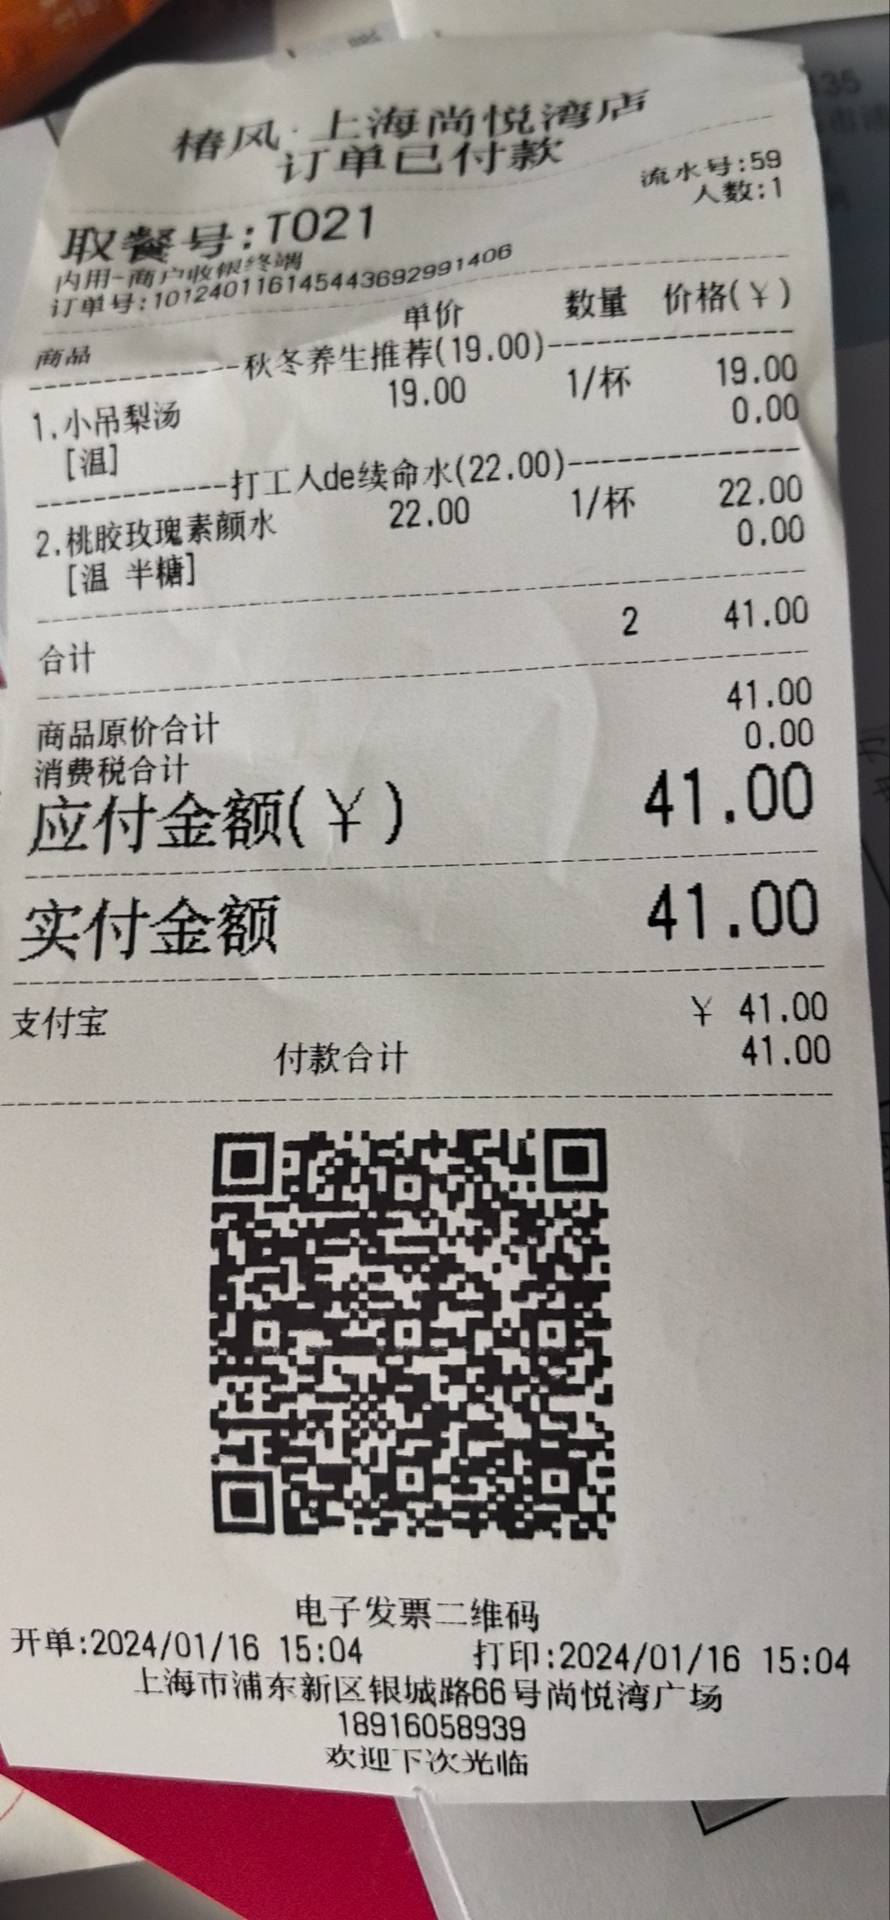 椿风·上海尚悦湾店
订单已付款
流水号:59
取餐号:T021 人数:1
内用-商户收银终端
订单号:101240116145443692991406
商品 单价 数量 价格(¥)
-------------秋冬养生推荐(19.00)-------------
1.小吊梨汤 19.00 1/杯 19.00
[温] 0.00
------------打工人de续命水(22.00)------------
2.桃胶玫瑰素颜水 22.00 1/杯 22.00
[温 半糖] 0.00
合计 2 41.00
商品原价合计 41.00
消费税合计 0.00
应付金额(¥) 41.00
实付金额 41.00
支付宝 ¥ 41.00
付款合计 41.00
电子发票二维码
开单:2024/01/16 15:04 打印:2024/01/16 15:04
上海市浦东新区银城路66号尚悦湾广场
18916058939
欢迎下次光临